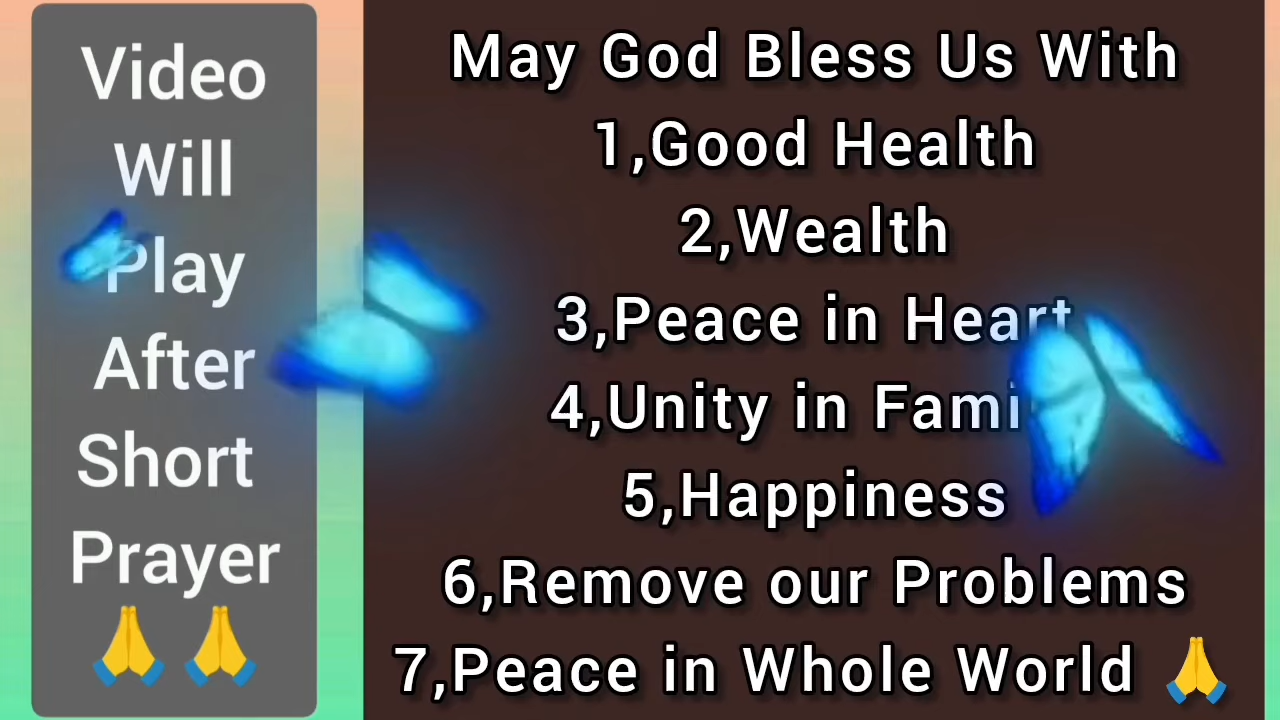 Video
Will
Play
After
Short
Prayer
🙏 🙏
May God Bless Us With
1,Good Health
2,Wealth
3,Peace in Heart
4,Unity in Fami
5,Happiness
6,Remove our Problems
7,Peace in Whole World 🙏